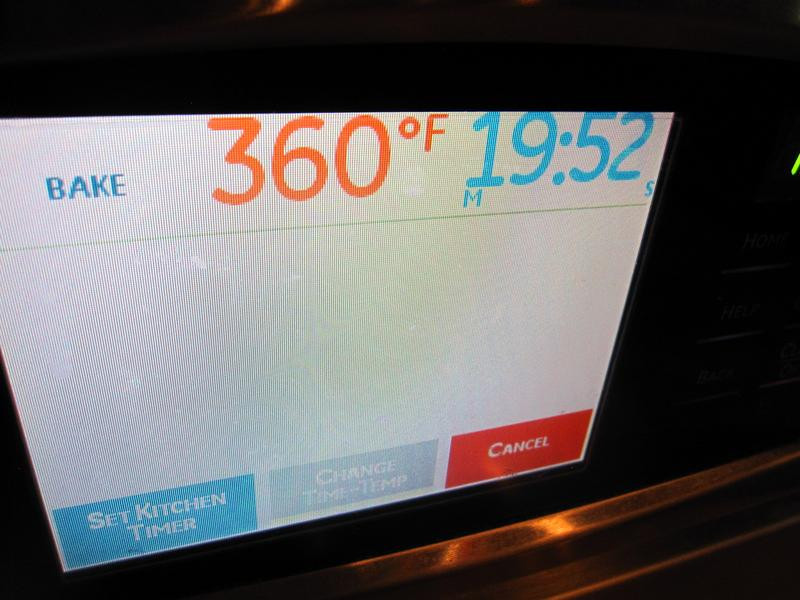 BAKE 360°F 19:52
M S
SET KITCHEN TIMER
CHANGE TIME-TEMP
CANCEL
HOME
HELP
BACK